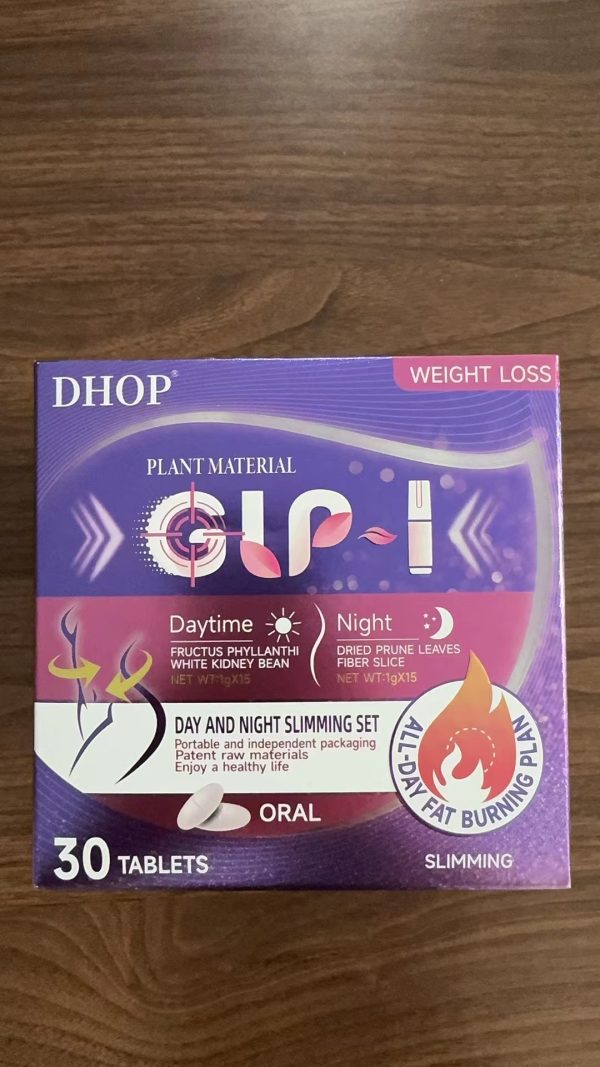 DHOP®
WEIGHT LOSS
PLANT MATERIAL
GLP-1
Daytime
FRUCTUS PHYLLANTHI
WHITE KIDNEY BEAN
NET WT:1gX15
Night
DRIED PRUNE LEAVES
FIBER SLICE
NET WT:1gX15
DAY AND NIGHT SLIMMING SET
Portable and independent packaging
Patent raw materials
Enjoy a healthy life
ALL-DAY FAT BURNING PLAN
ORAL
30 TABLETS
SLIMMING